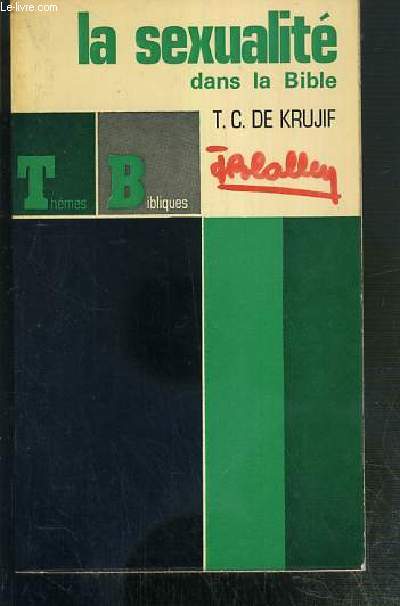 Le-livre.com
la sexualité
dans la Bible
T. C. DE KRUJIF
Thèmes Bibliques